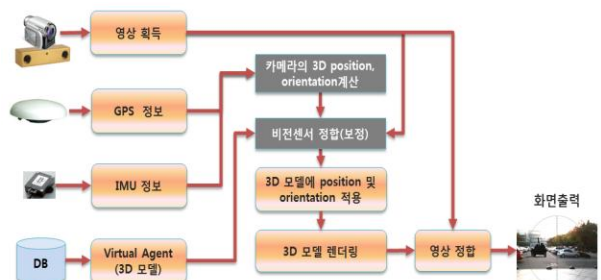 영상 획득
카메라의 3D position,
orientation계산
GPS 정보
비전센서 정합(보정)
IMU 정보
3D 모델에 position 및
orientation 적용
화면출력
DB
Virtual Agent
(3D 모델)
3D 모델 렌더링
영상 정합